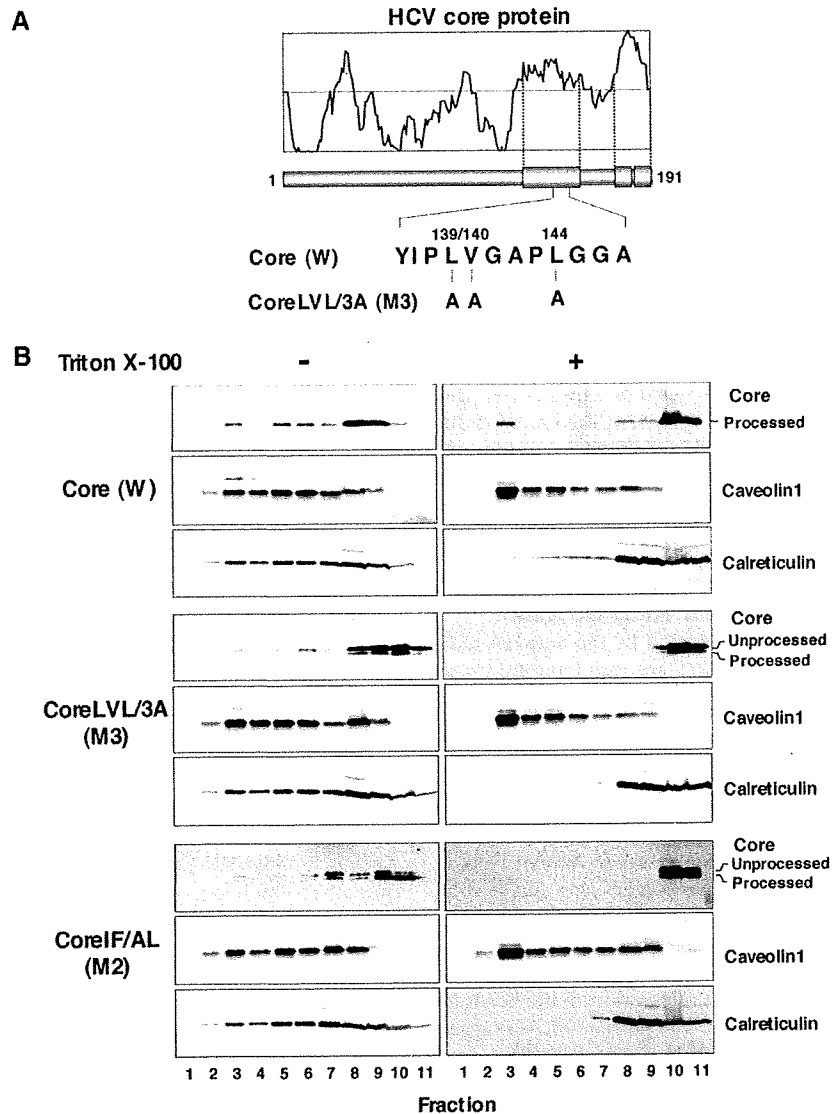 A
HCV core protein
1
191
139/140
144
Core (W)
YIPLVGAPLGGA
CoreLVL/3A (M3)
A A A
B
Triton X-100
-
+
Core
Processed
Core (W)
Caveolin1
Calreticulin
Core
Unprocessed
Processed
CoreLVL/3A
(M3)
Caveolin1
Calreticulin
Core
Unprocessed
Processed
CoreIF/AL
(M2)
Caveolin1
Calreticulin
1 2 3 4 5 6 7 8 9 10 11
1 2 3 4 5 6 7 8 9 10 11
Fraction